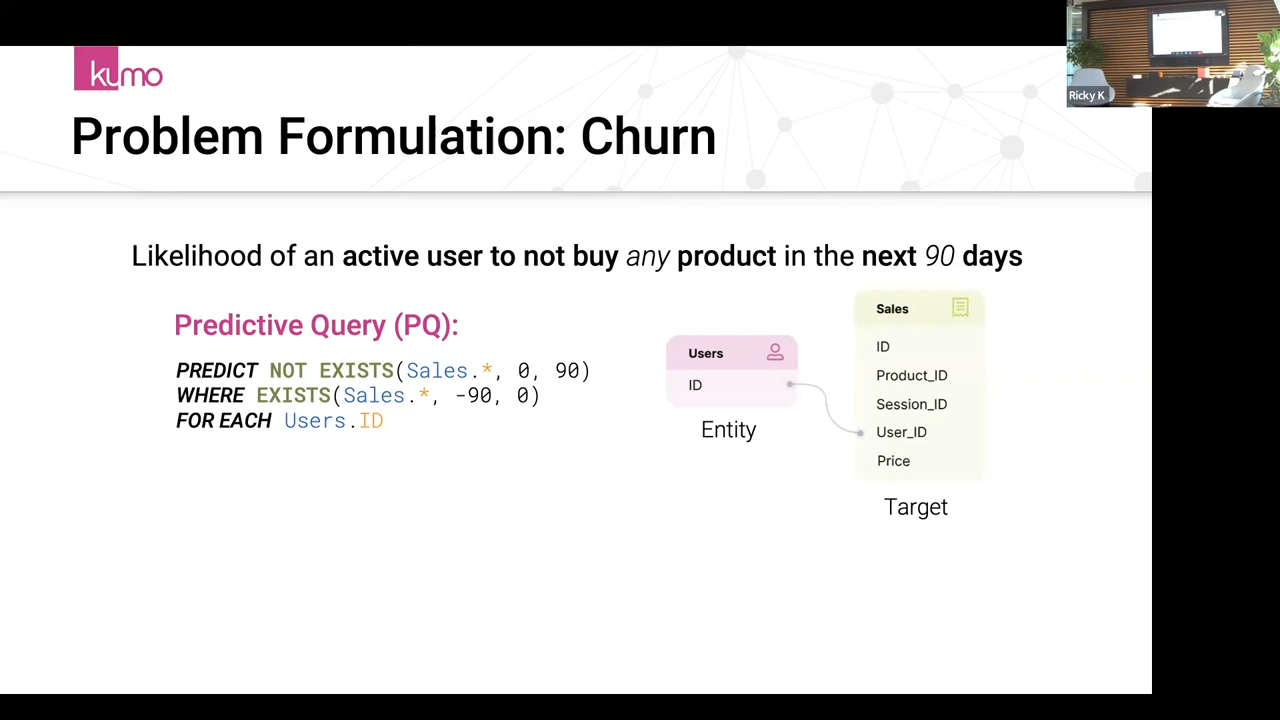 kumo
Ricky K
Problem Formulation: Churn
Likelihood of an active user to not buy any product in the next 90 days
Predictive Query (PQ):
PREDICT NOT EXISTS(Sales.*, 0, 90)
WHERE EXISTS(Sales.*, -90, 0)
FOR EACH Users.ID
Users
ID
Entity
Sales
ID
Product_ID
Session_ID
User_ID
Price
Target